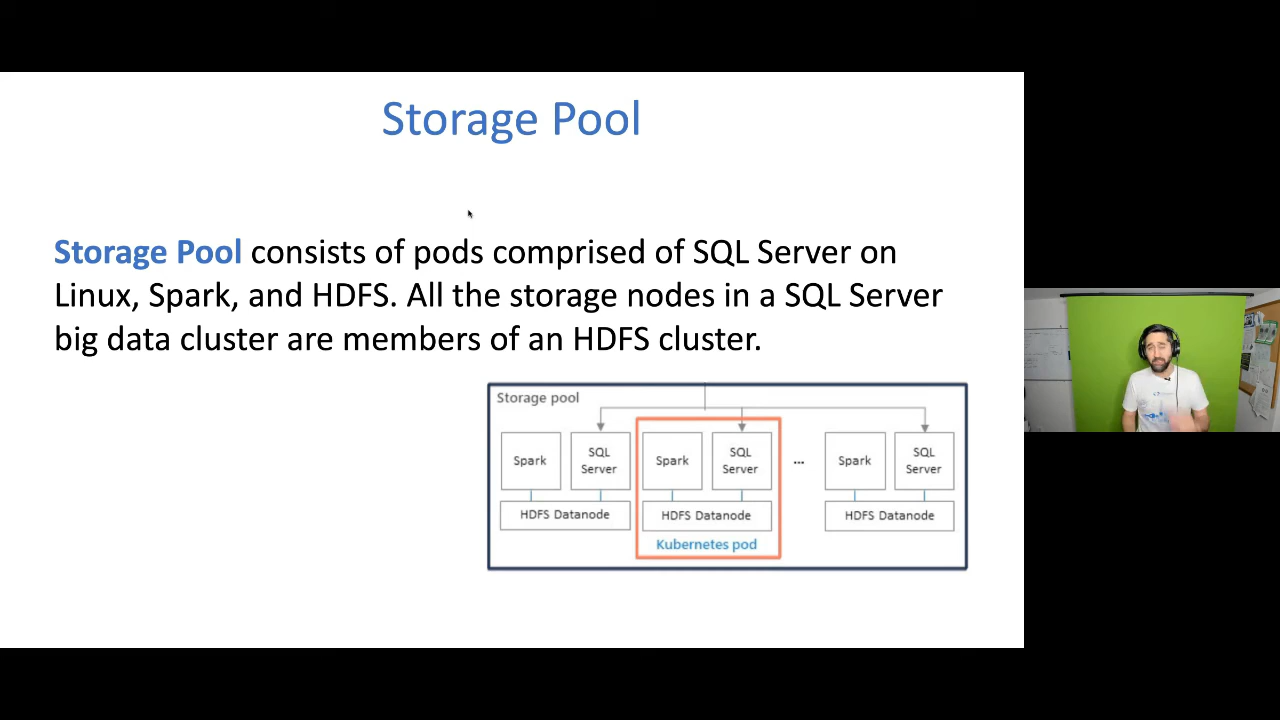 Storage Pool
Storage Pool consists of pods comprised of SQL Server on
Linux, Spark, and HDFS. All the storage nodes in a SQL Server
big data cluster are members of an HDFS cluster.
Storage pool
Spark
SQL
Server
HDFS Datanode
Spark
SQL
Server
HDFS Datanode
Kubernetes pod
...
Spark
SQL
Server
HDFS Datanode